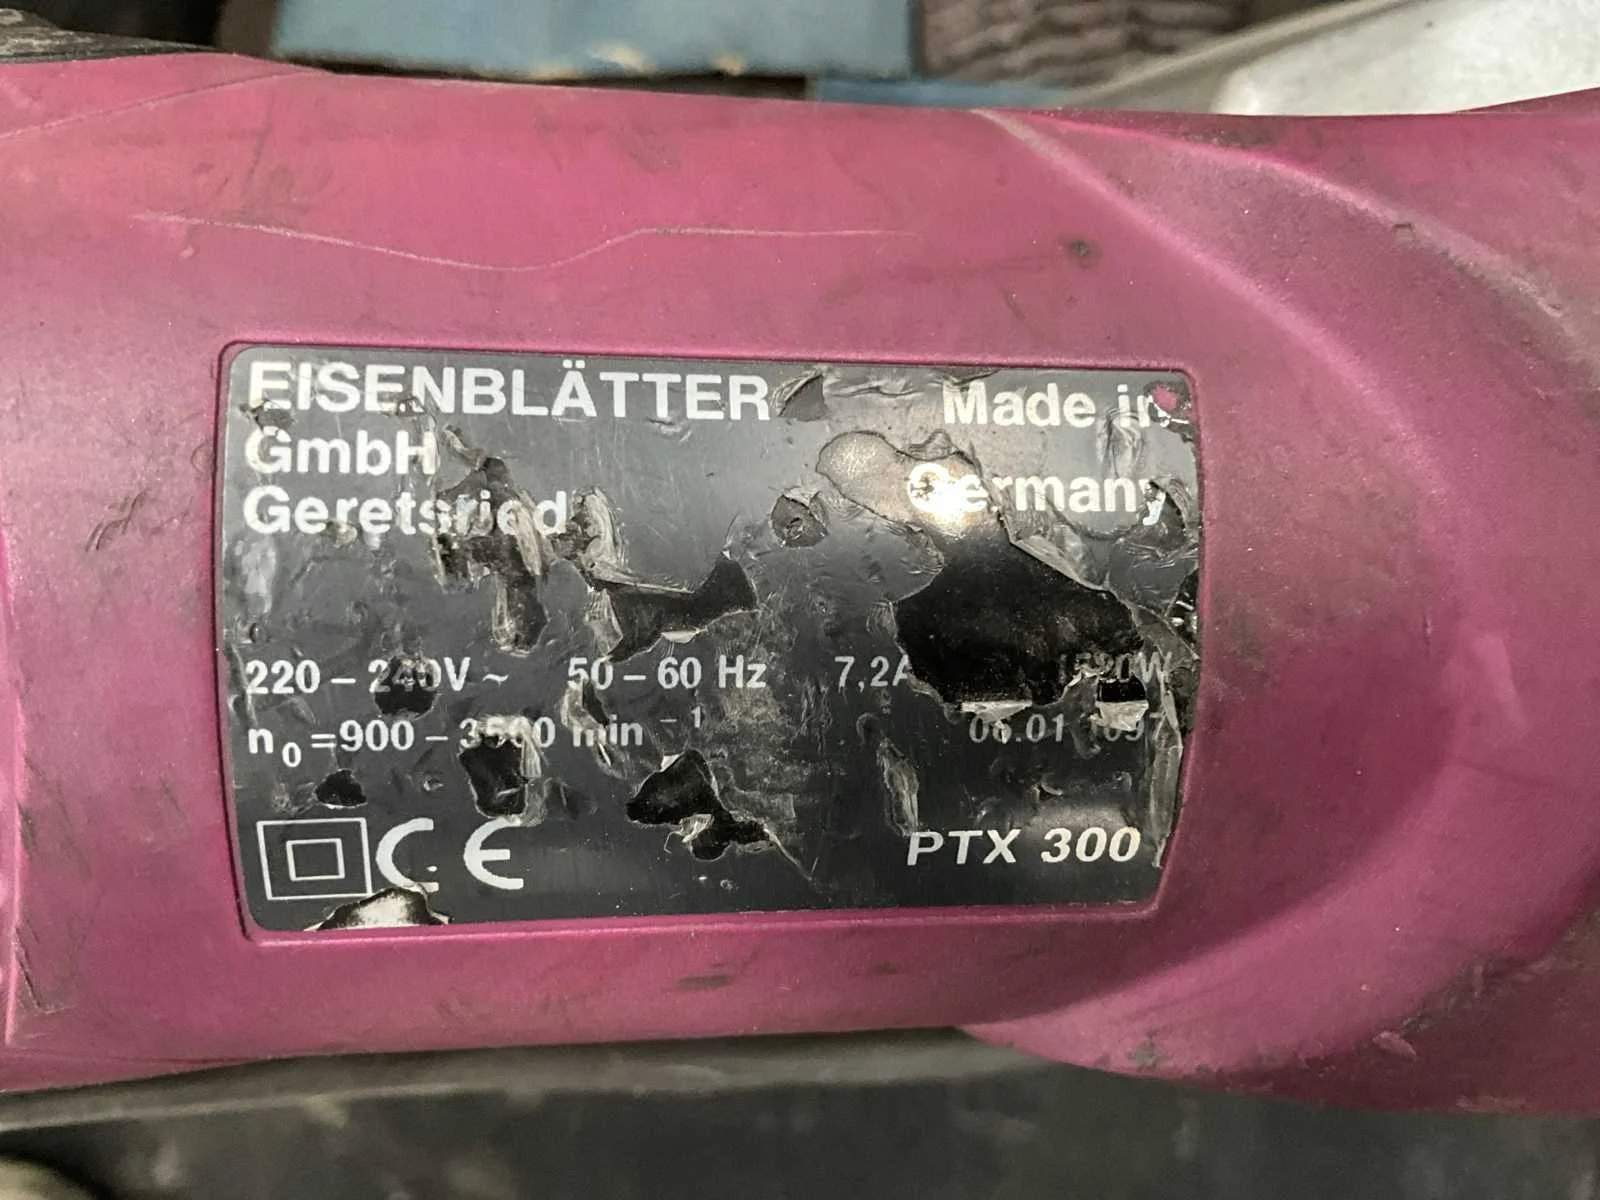 EISENBLÄTTER
GmbH
Geretsried
Made in
Germany
220 – 240V ~ 50 – 60 Hz 7,2A 1520W
n0 =900 – 3500 min –1
PTX 300
CE